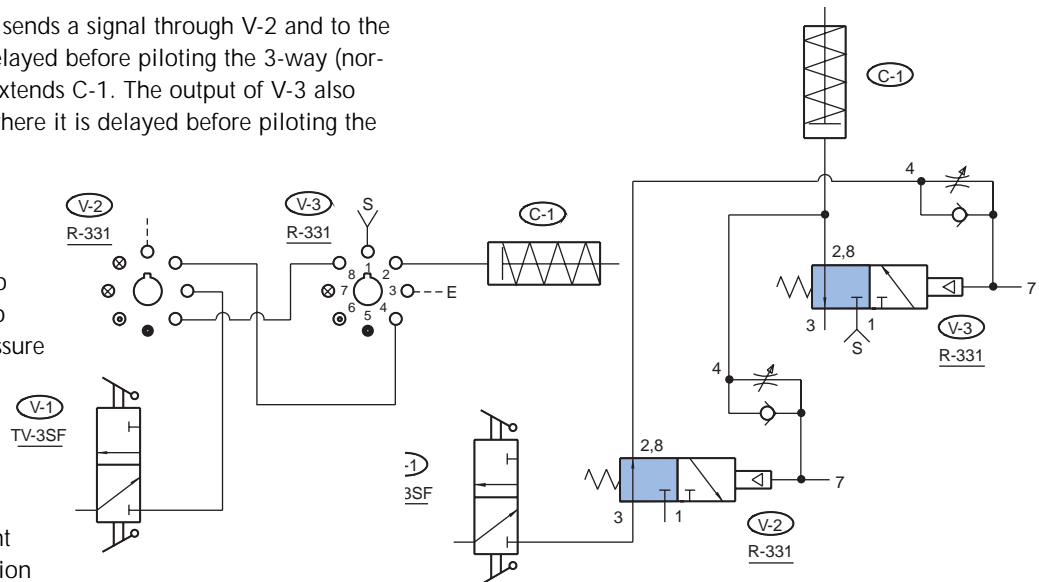 sends a signal through V-2 and to the
elayed before piloting the 3-way (nor-
xtends C-1. The output of V-3 also
here it is delayed before piloting the
ssure
nt
ion
V-2
R-331
V-3
R-331
S
1
2
3
4
5
6
7
8
E
C-1
V-1
TV-3SF
C-1
4
2,8
3
1
S
7
V-3
R-331
4
2,8
3
1
7
V-2
R-331
-1
3SF